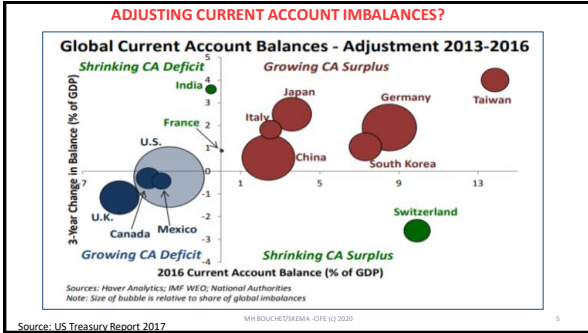 ADJUSTING CURRENT ACCOUNT IMBALANCES?
Global Current Account Balances - Adjustment 2013-2016
Shrinking CA Deficit
Growing CA Surplus
3-Year Change in Balance (% of GDP)
5
4
3
2
1
0
-1
-2
-3
-4
India
Japan
Germany
Taiwan
Italy
France
U.S.
China
South Korea
7
1
5
9
13
U.K.
Canada
Mexico
Switzerland
Growing CA Deficit
Shrinking CA Surplus
2016 Current Account Balance (% of GDP)
Sources: Haver Analytics; IMF WEO; National Authorities
Note: Size of bubble is relative to share of global imbalances
MH BOUCHET/SKEMA -CIFE (c) 2020
5
Source: US Treasury Report 2017